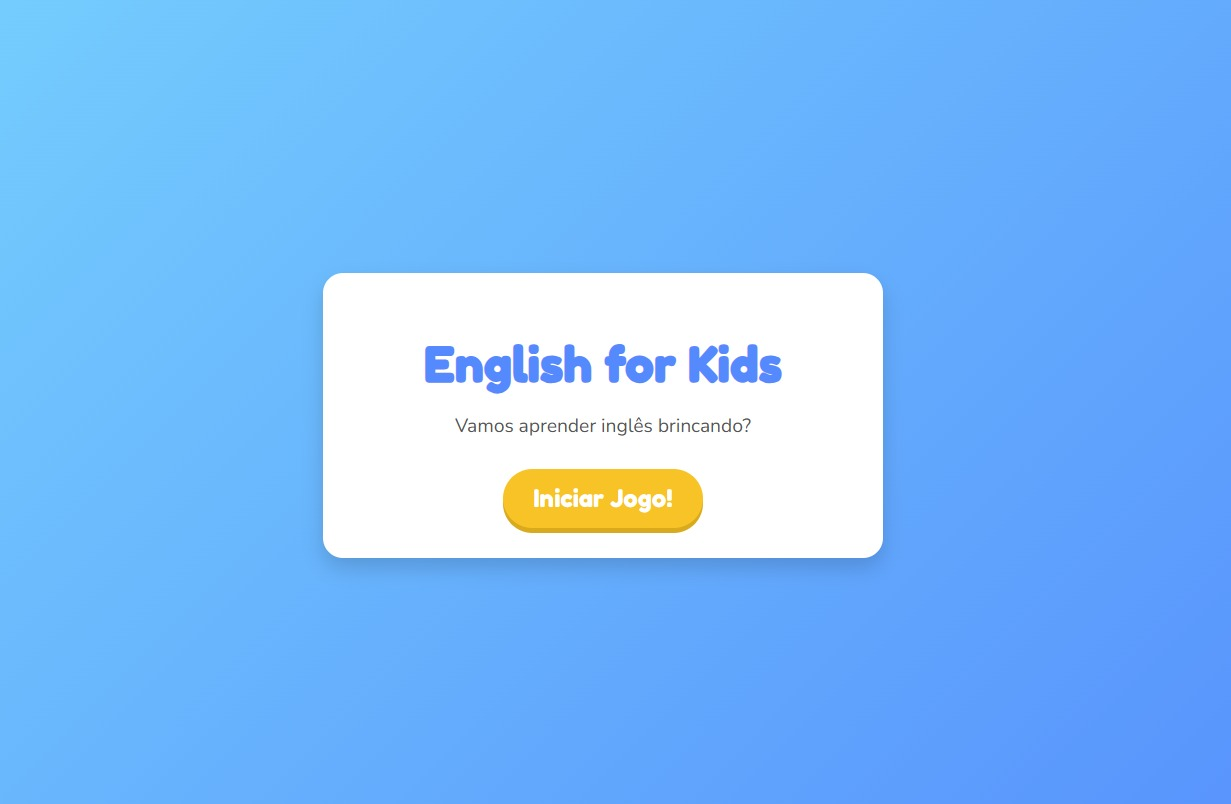 English for Kids
Vamos aprender inglês brincando?
Iniciar Jogo!